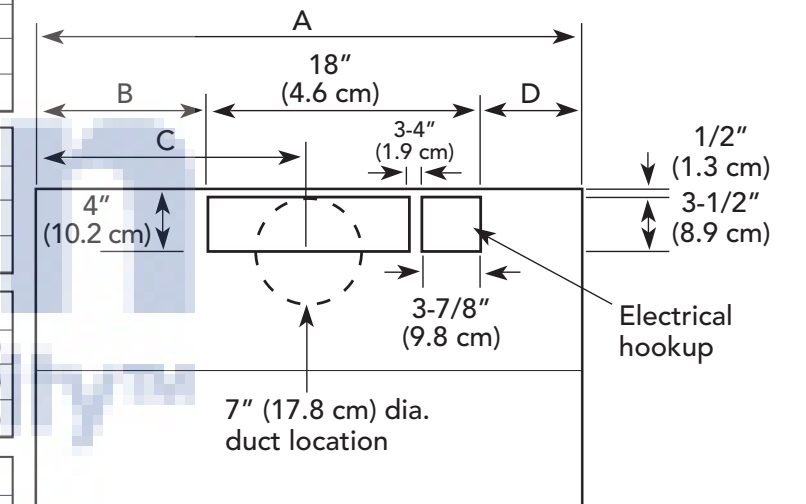 A
18”
(4.6 cm)
B
D
C
3-4”
(1.9 cm)
1/2”
(1.3 cm)
4”
(10.2 cm)
3-1/2”
(8.9 cm)
3-7/8”
(9.8 cm)
Electrical
hookup
7” (17.8 cm) dia.
duct location
n
lly™